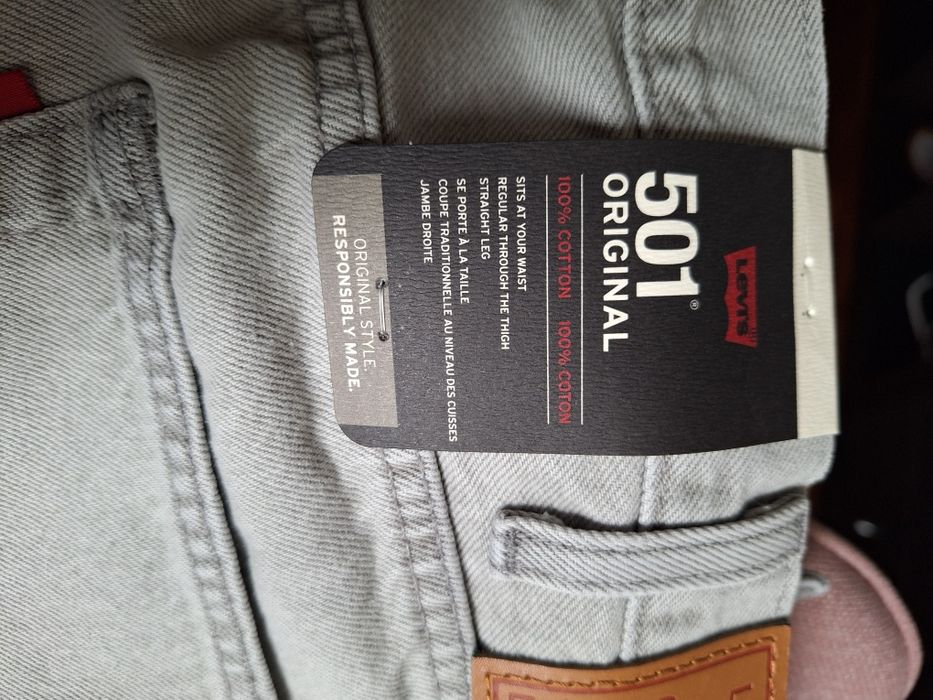 Levi's
501®
ORIGINAL
100% COTTON 100% COTON
SITS AT YOUR WAIST
REGULAR THROUGH THE THIGH
STRAIGHT LEG
SE PORTE À LA TAILLE
COUPE TRADITIONNELLE AU NIVEAU DES CUISSES
JAMBE DROITE
ORIGINAL STYLE.
RESPONSIBLY MADE.